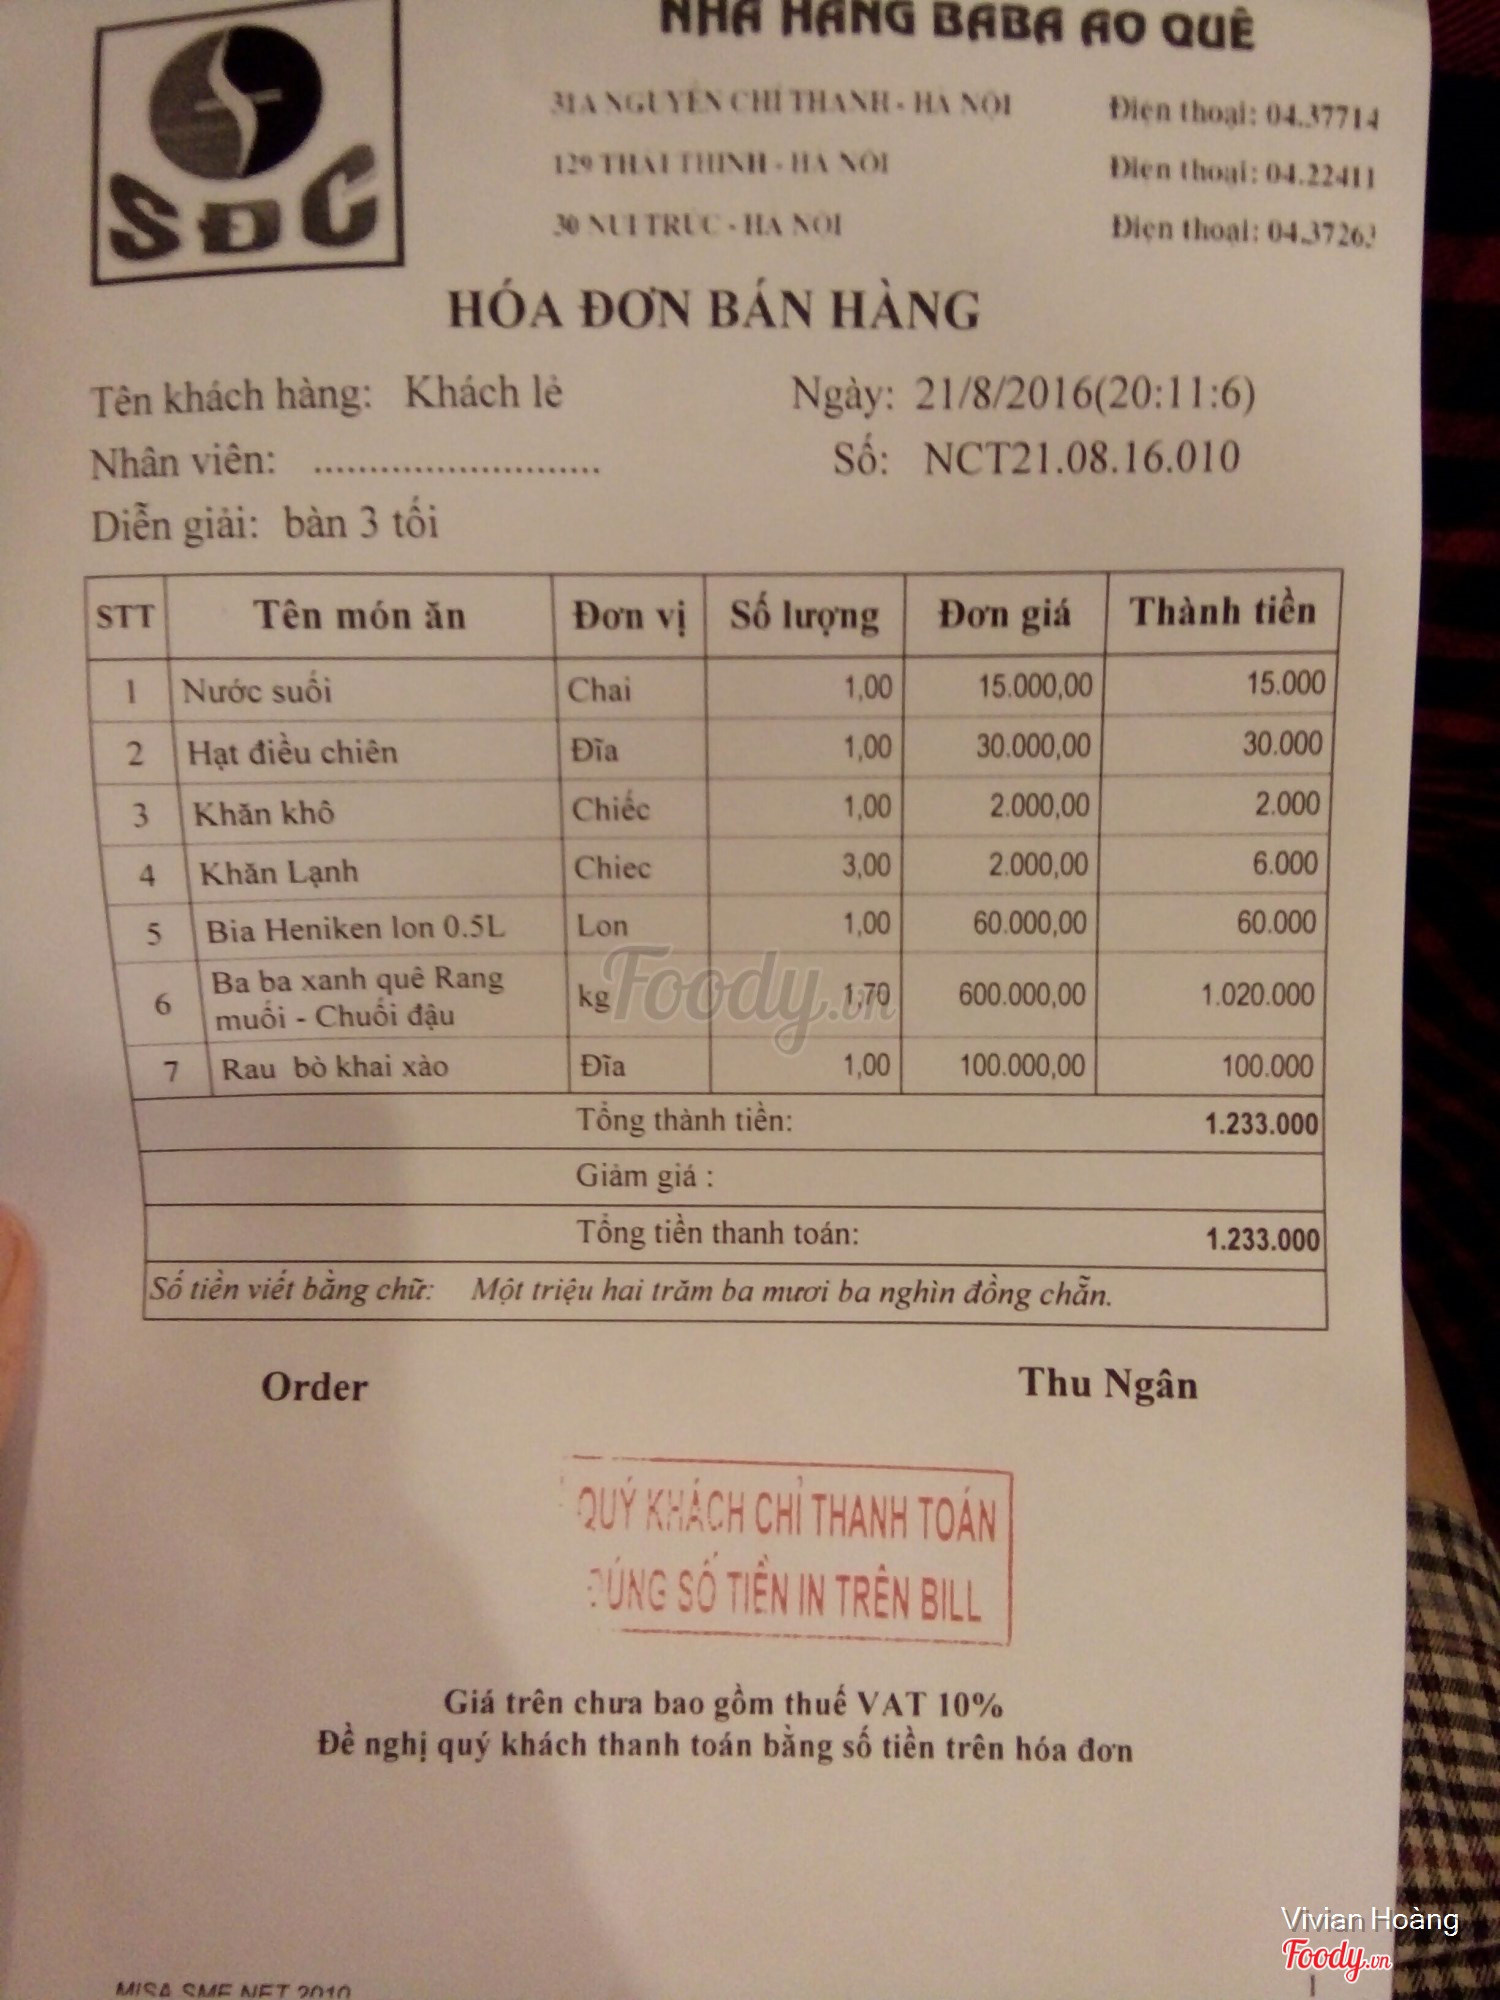 SĐC
NHÀ HÀNG BABA AO QUÊ
31A NGUYỄN CHÍ THANH - HÀ NỘI Điện thoại: 04.37714
129 THÁI THỊNH - HÀ NỘI Điện thoại: 04.22411
30 NÚI TRÚC - HÀ NỘI Điện thoại: 04.3726
HÓA ĐƠN BÁN HÀNG
Tên khách hàng: Khách lẻ Ngày: 21/8/2016(20:11:6)
Nhân viên: .......................... Số: NCT21.08.16.010
Diễn giải: bàn 3 tối
STT Tên món ăn Đơn vị Số lượng Đơn giá Thành tiền
1 Nước suối Chai 1,00 15.000,00 15.000
2 Hạt điều chiên Đĩa 1,00 30.000,00 30.000
3 Khăn khô Chiếc 1,00 2.000,00 2.000
4 Khăn Lạnh Chiec 3,00 2.000,00 6.000
5 Bia Heniken lon 0.5L Lon 1,00 60.000,00 60.000
6 Ba ba xanh quê Rang muối - Chuối đậu kg 1,70 600.000,00 1.020.000
7 Rau bò khai xào Đĩa 1,00 100.000,00 100.000
Tổng thành tiền: 1.233.000
Giảm giá :
Tổng tiền thanh toán: 1.233.000
Số tiền viết bằng chữ: Một triệu hai trăm ba mươi ba nghìn đồng chẵn.
Order Thu Ngân
QUÝ KHÁCH CHỈ THANH TOÁN
ĐÚNG SỐ TIỀN IN TRÊN BILL
Giá trên chưa bao gồm thuế VAT 10%
Đề nghị quý khách thanh toán bằng số tiền trên hóa đơn
MISA SME.NET 2010 1
Foody.vn
Vivian Hoàng
Foody.vn